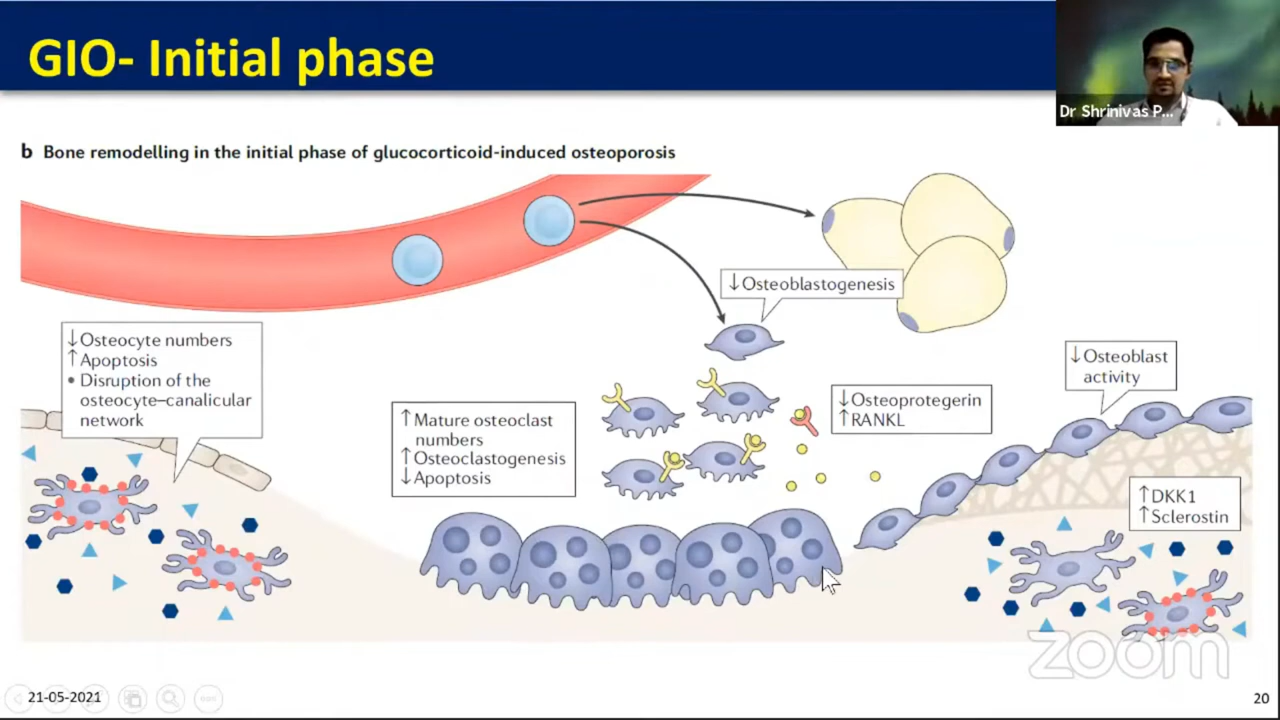 GIO- Initial phase
Dr Shrinivas P...
b Bone remodelling in the initial phase of glucocorticoid-induced osteoporosis
↓Osteoblastogenesis
↓Osteocyte numbers
↑Apoptosis
• Disruption of the
osteocyte–canalicular
network
↑Mature osteoclast
numbers
↑Osteoclastogenesis
↓Apoptosis
↓Osteoprotegerin
↑RANKL
↓Osteoblast
activity
↑DKK1
↑Sclerostin
zoom
21-05-2021
20